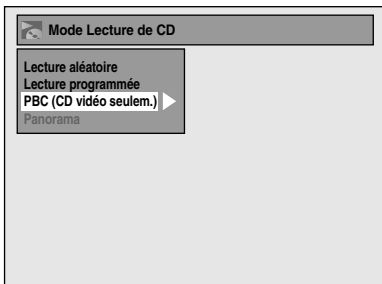 Mode Lecture de CD
Lecture aléatoire
Lecture programmée
PBC (CD vidéo seulem.)
Panorama